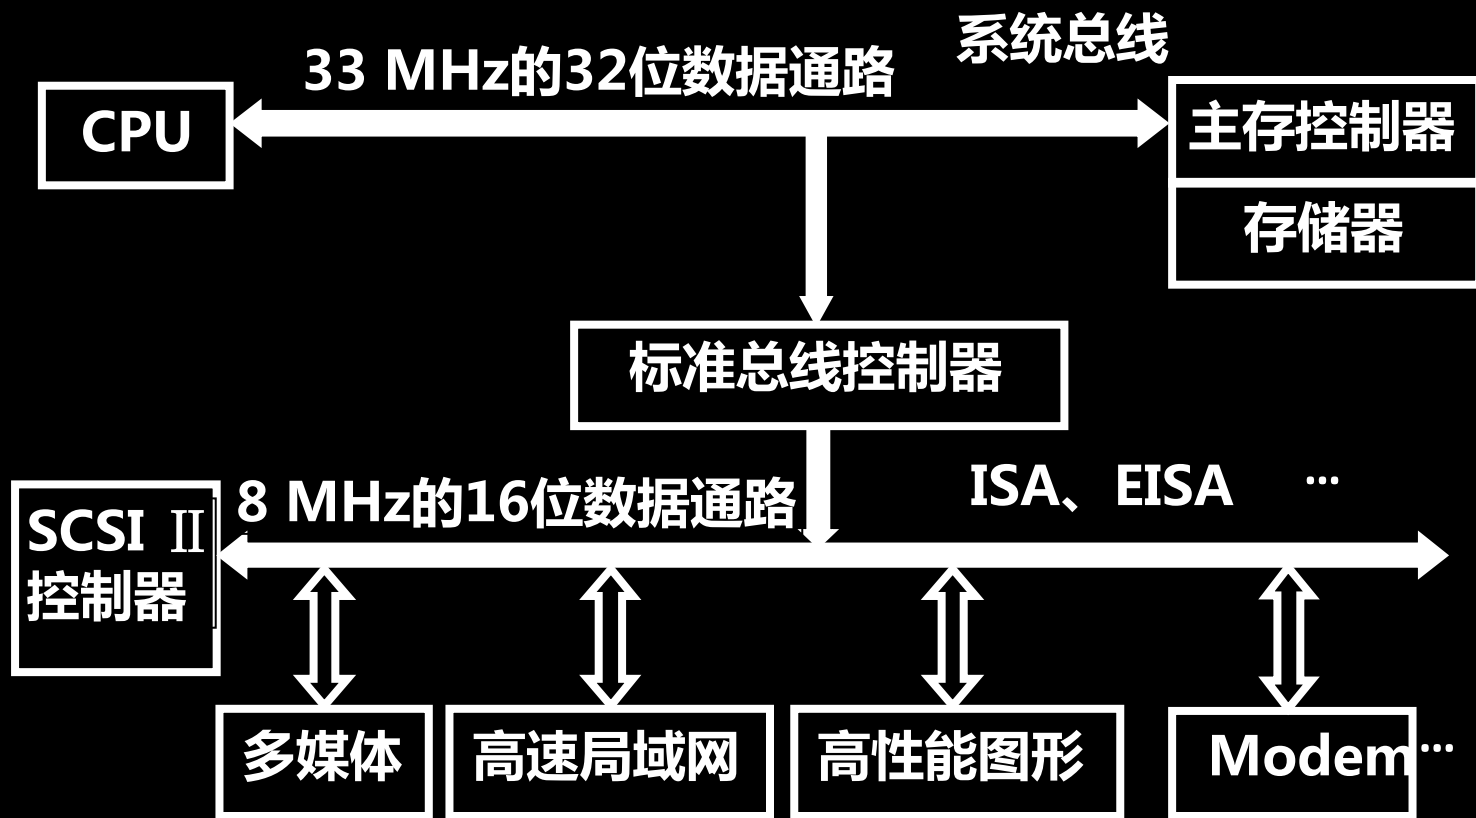 系统总线
33 MHz的32位数据通路
CPU
主存控制器
存储器
标准总线控制器
ISA、EISA …
8 MHz的16位数据通路
SCSI Ⅱ
控制器
多媒体
高速局域网
高性能图形
Modem…